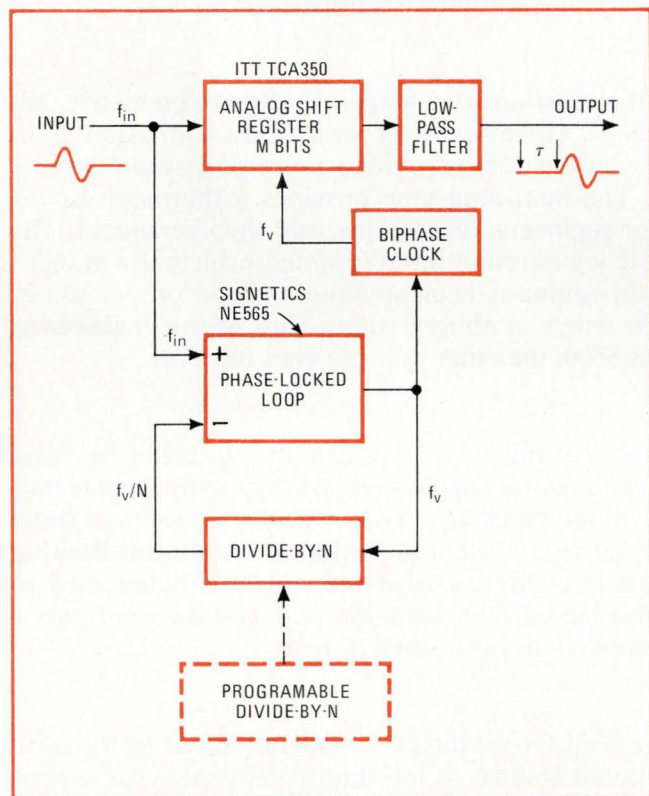 ITT TCA350
INPUT
f_in
ANALOG SHIFT
REGISTER
M BITS
LOW-
PASS
FILTER
OUTPUT
τ
f_v
BIPHASE
CLOCK
SIGNETICS
NE565
f_in
+
PHASE-LOCKED
LOOP
−
f_v/N
f_v
DIVIDE-BY-N
PROGRAMABLE
DIVIDE-BY-N